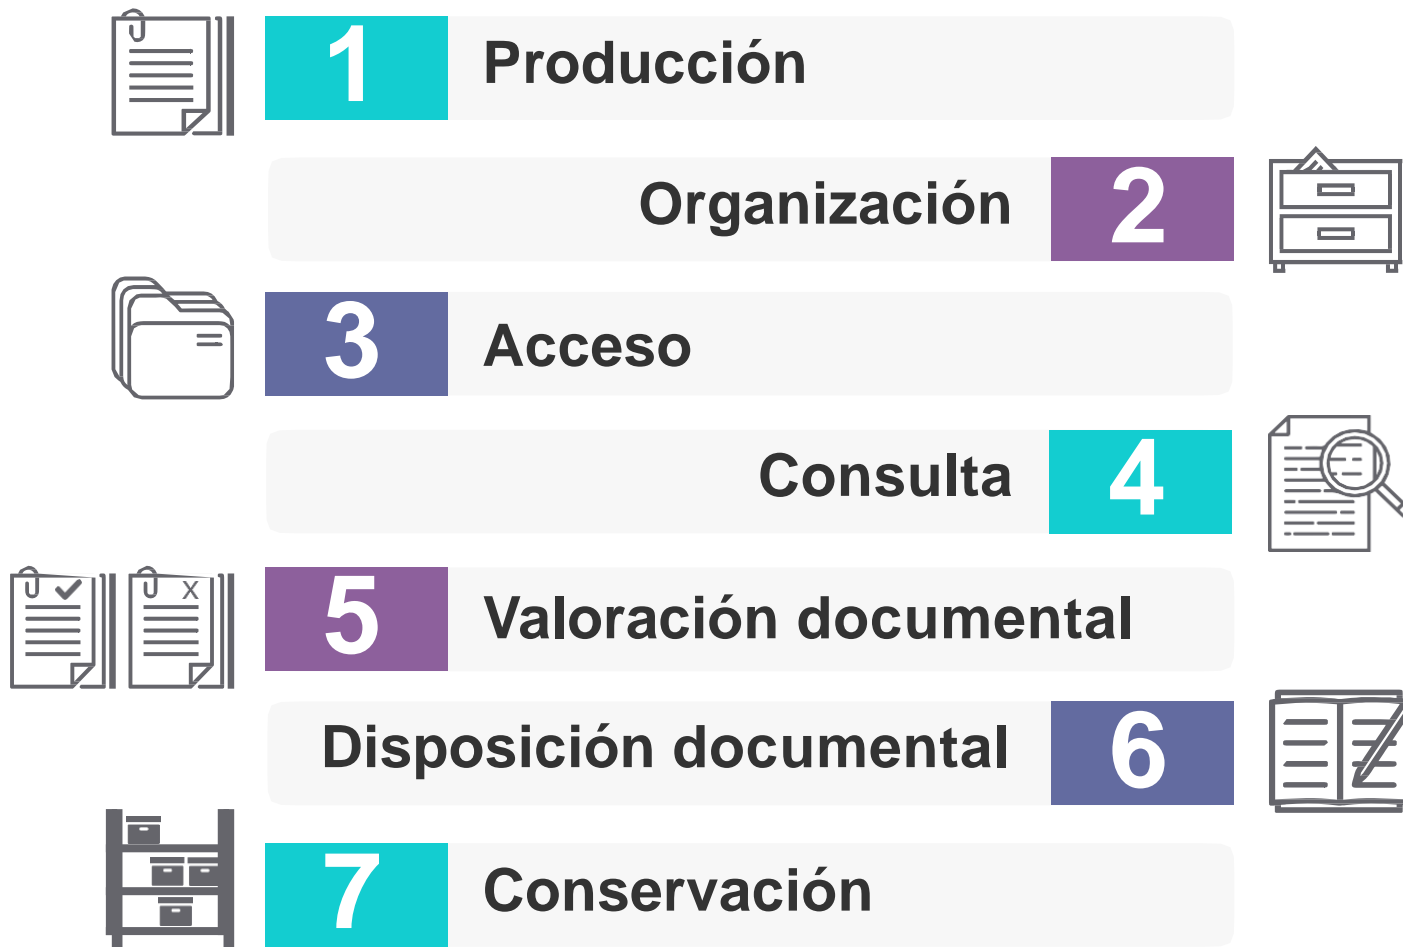 1 Producción
Organización 2
3 Acceso
Consulta 4
X
5 Valoración documental
Disposición documental 6
7 Conservación